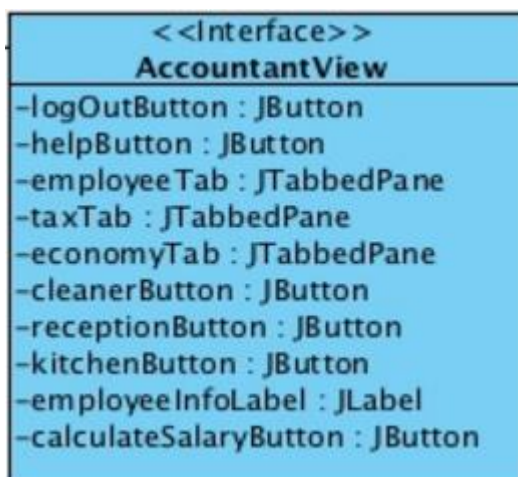 <<Interface>>
AccountantView
-logOutButton : JButton
-helpButton : JButton
-employeeTab : JTabbedPane
-taxTab : JTabbedPane
-economyTab : JTabbedPane
-cleanerButton : JButton
-receptionButton : JButton
-kitchenButton : JButton
-employeeInfoLabel : JLabel
-calculateSalaryButton : JButton